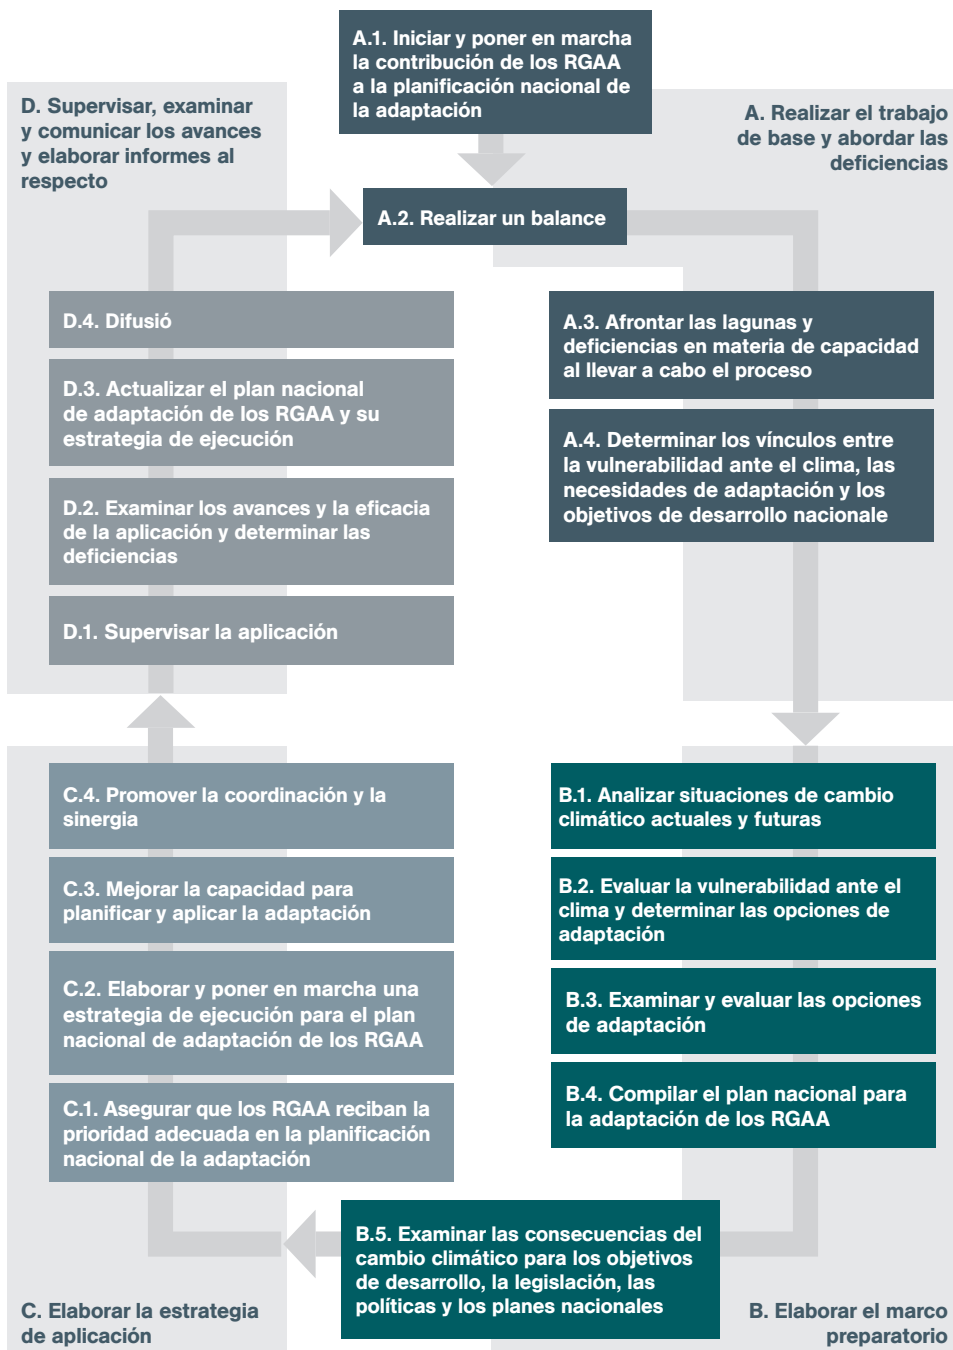 A.1. Iniciar y poner en marcha
la contribución de los RGAA
a la planificación nacional de
la adaptación
D. Supervisar, examinar
y comunicar los avances
y elaborar informes al
respecto
A. Realizar el trabajo
de base y abordar las
deficiencias
A.2. Realizar un balance
D.4. Difusió
D.3. Actualizar el plan nacional
de adaptación de los RGAA y su
estrategia de ejecución
D.2. Examinar los avances y la eficacia
de la aplicación y determinar las
deficiencias
D.1. Supervisar la aplicación
A.3. Afrontar las lagunas y
deficiencias en materia de capacidad
al llevar a cabo el proceso
A.4. Determinar los vínculos entre
la vulnerabilidad ante el clima, las
necesidades de adaptación y los
objetivos de desarrollo nacionale
C.4. Promover la coordinación y la
sinergia
C.3. Mejorar la capacidad para
planificar y aplicar la adaptación
C.2. Elaborar y poner en marcha una
estrategia de ejecución para el plan
nacional de adaptación de los RGAA
C.1. Asegurar que los RGAA reciban la
prioridad adecuada en la planificación
nacional de la adaptación
B.1. Analizar situaciones de cambio
climático actuales y futuras
B.2. Evaluar la vulnerabilidad ante el
clima y determinar las opciones de
adaptación
B.3. Examinar y evaluar las opciones
de adaptación
B.4. Compilar el plan nacional para
la adaptación de los RGAA
B.5. Examinar las consecuencias del
cambio climático para los objetivos
de desarrollo, la legislación, las
políticas y los planes nacionales
C. Elaborar la estrategia
de aplicación
B. Elaborar el marco
preparatorio